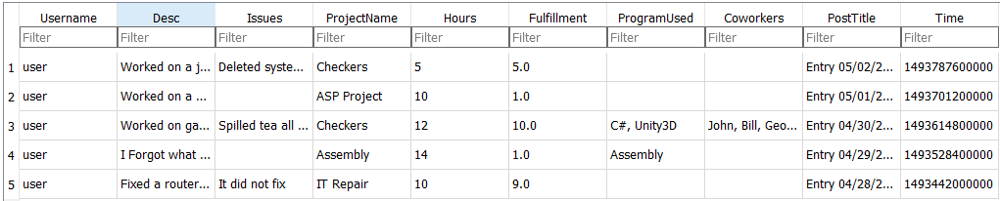 Username Desc Issues ProjectName Hours Fulfillment ProgramUsed Coworkers PostTitle Time
Filter Filter Filter Filter Filter Filter Filter Filter Filter Filter
1 user Worked on a j... Deleted syste... Checkers 5 5.0 Entry 05/02/2... 1493787600000
2 user Worked on a ... ASP Project 10 1.0 Entry 05/01/2... 1493701200000
3 user Worked on ga... Spilled tea all ... Checkers 12 10.0 C#, Unity3D John, Bill, Geo... Entry 04/30/2... 1493614800000
4 user I Forgot what ... Assembly 14 1.0 Assembly Entry 04/29/2... 1493528400000
5 user Fixed a router... It did not fix IT Repair 10 9.0 Entry 04/28/2... 1493442000000